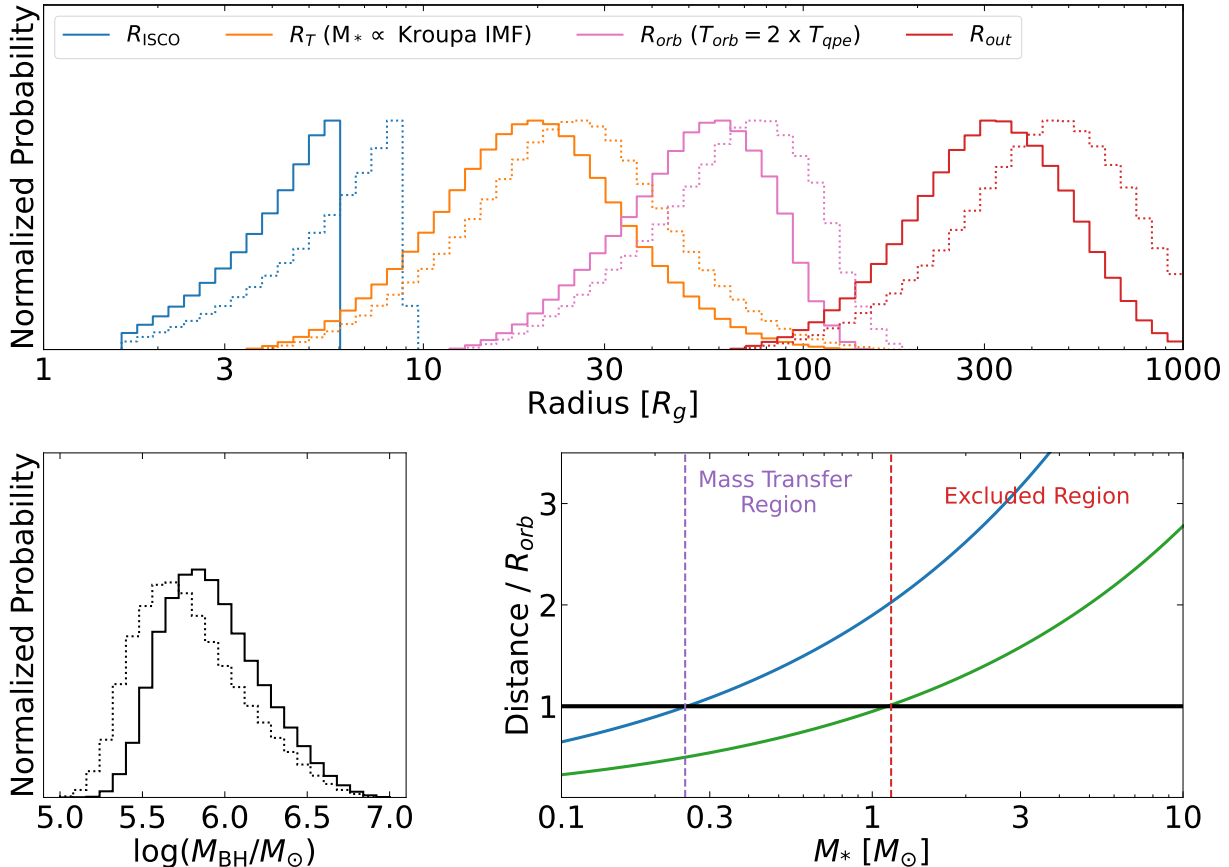 Normalized Probability
R_ISCO
R_T (M_* ∝ Kroupa IMF)
R_orb (T_orb = 2 x T_qpe)
R_out
1 3 10 30 100 300 1000
Radius [R_g]
Normalized Probability
5.0 5.5 6.0 6.5 7.0
log(M_BH/M_⊙)
Distance / R_orb
3
2
1
Mass Transfer
Region
Excluded Region
0.1 0.3 1 3 10
M_* [M_⊙]